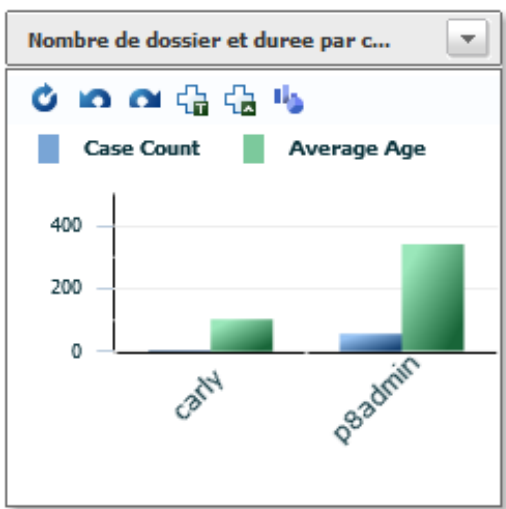 Nombre de dossier et duree par c...
T
Case Count Average Age
400
200
0
carly
p8admin